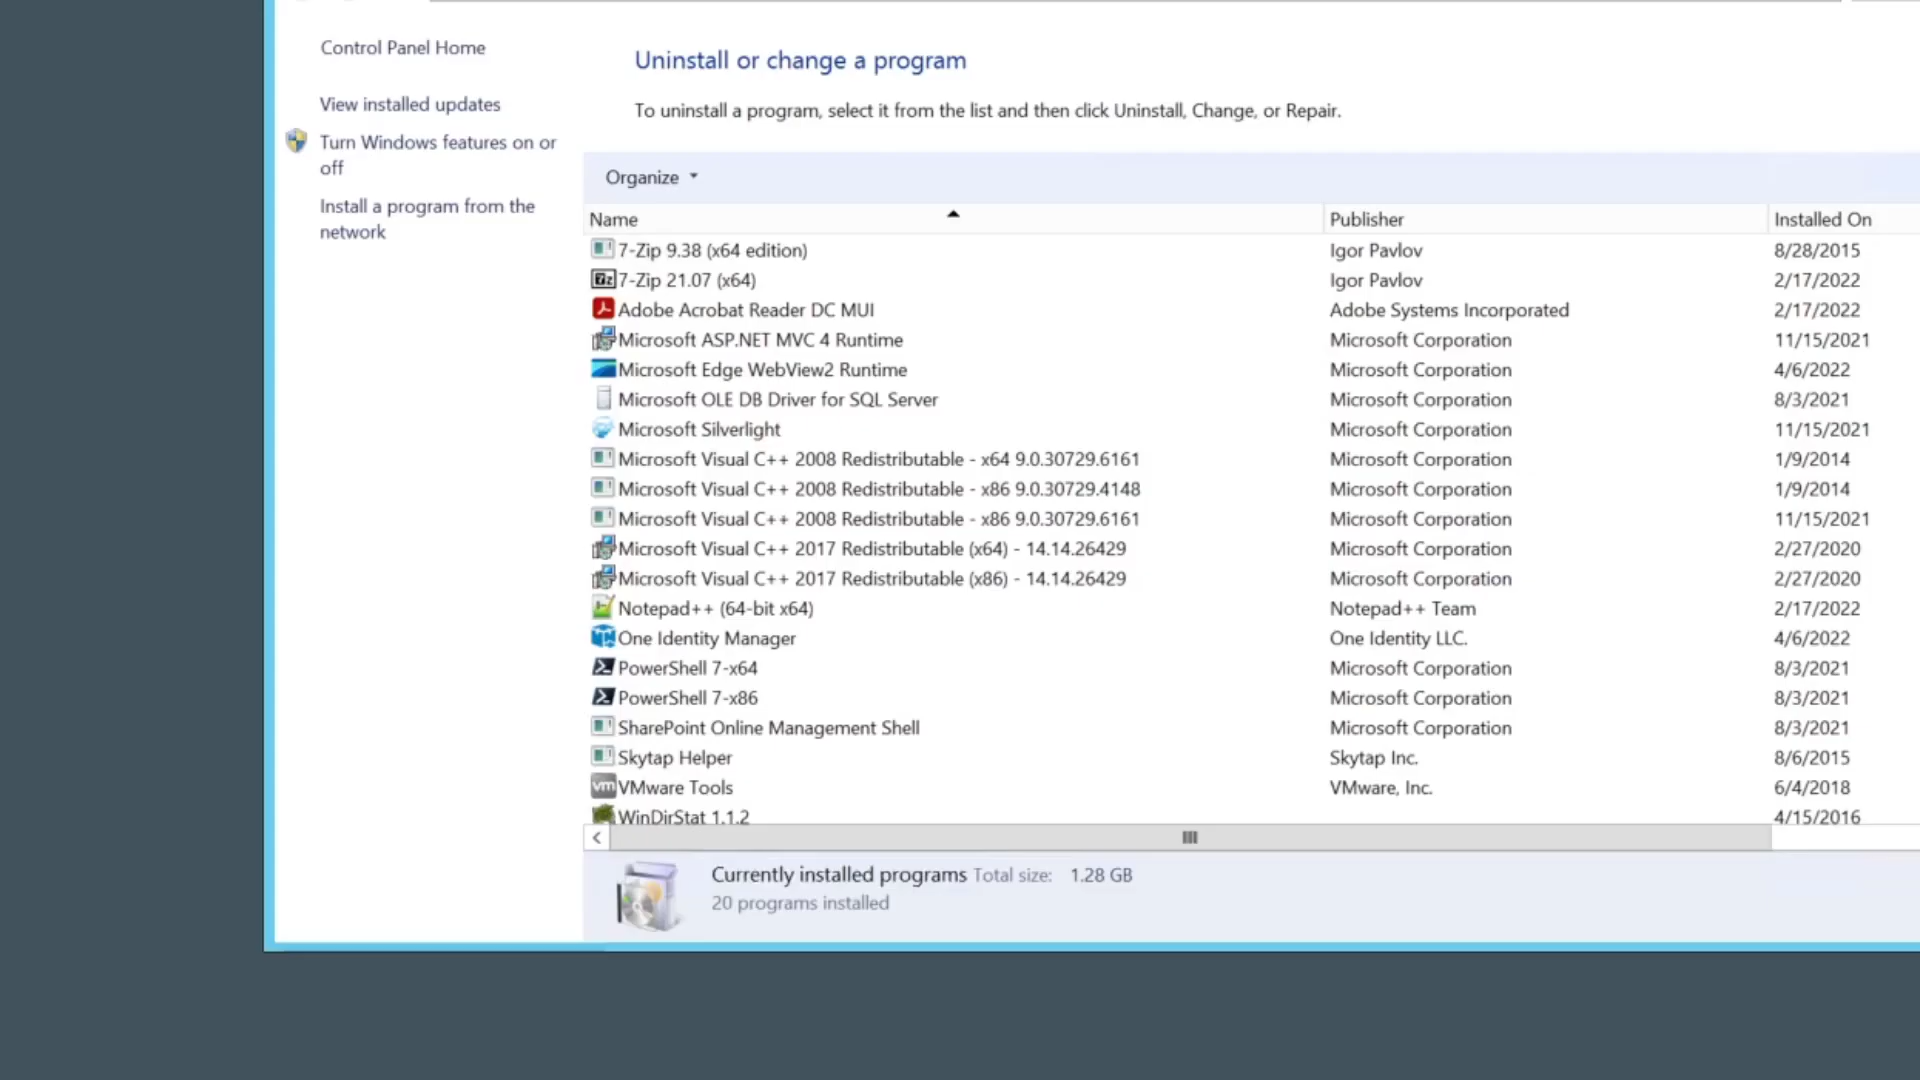 Control Panel Home
View installed updates
Turn Windows features on or
off
Install a program from the
network
Uninstall or change a program
To uninstall a program, select it from the list and then click Uninstall, Change, or Repair.
Organize
Name Publisher Installed On
7-Zip 9.38 (x64 edition) Igor Pavlov 8/28/2015
7z 7-Zip 21.07 (x64) Igor Pavlov 2/17/2022
Adobe Acrobat Reader DC MUI Adobe Systems Incorporated 2/17/2022
Microsoft ASP.NET MVC 4 Runtime Microsoft Corporation 11/15/2021
Microsoft Edge WebView2 Runtime Microsoft Corporation 4/6/2022
Microsoft OLE DB Driver for SQL Server Microsoft Corporation 8/3/2021
Microsoft Silverlight Microsoft Corporation 11/15/2021
Microsoft Visual C++ 2008 Redistributable - x64 9.0.30729.6161 Microsoft Corporation 1/9/2014
Microsoft Visual C++ 2008 Redistributable - x86 9.0.30729.4148 Microsoft Corporation 1/9/2014
Microsoft Visual C++ 2008 Redistributable - x86 9.0.30729.6161 Microsoft Corporation 11/15/2021
Microsoft Visual C++ 2017 Redistributable (x64) - 14.14.26429 Microsoft Corporation 2/27/2020
Microsoft Visual C++ 2017 Redistributable (x86) - 14.14.26429 Microsoft Corporation 2/27/2020
Notepad++ (64-bit x64) Notepad++ Team 2/17/2022
One Identity Manager One Identity LLC. 4/6/2022
PowerShell 7-x64 Microsoft Corporation 8/3/2021
PowerShell 7-x86 Microsoft Corporation 8/3/2021
SharePoint Online Management Shell Microsoft Corporation 8/3/2021
Skytap Helper Skytap Inc. 8/6/2015
vm VMware Tools VMware, Inc. 6/4/2018
WinDirStat 1.1.2 4/15/2016
Currently installed programs Total size: 1.28 GB
20 programs installed